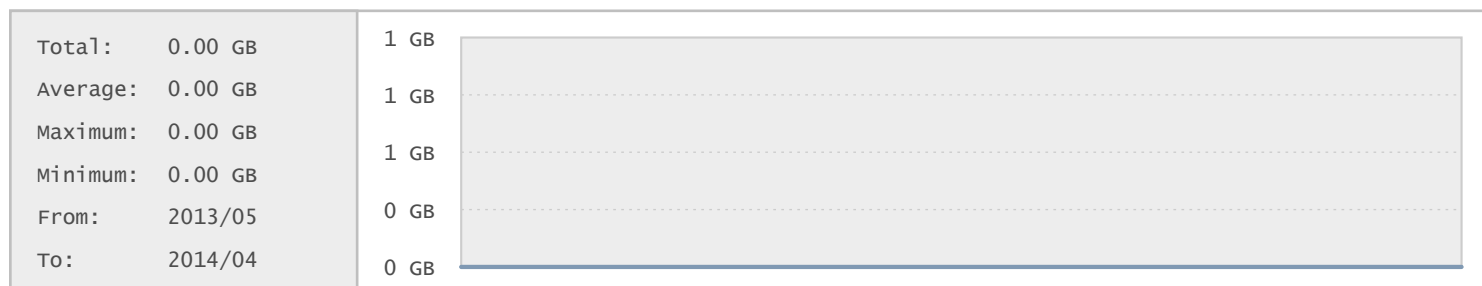 Total: 0.00 GB
Average: 0.00 GB
Maximum: 0.00 GB
Minimum: 0.00 GB
From: 2013/05
To: 2014/04
1 GB
1 GB
1 GB
0 GB
0 GB